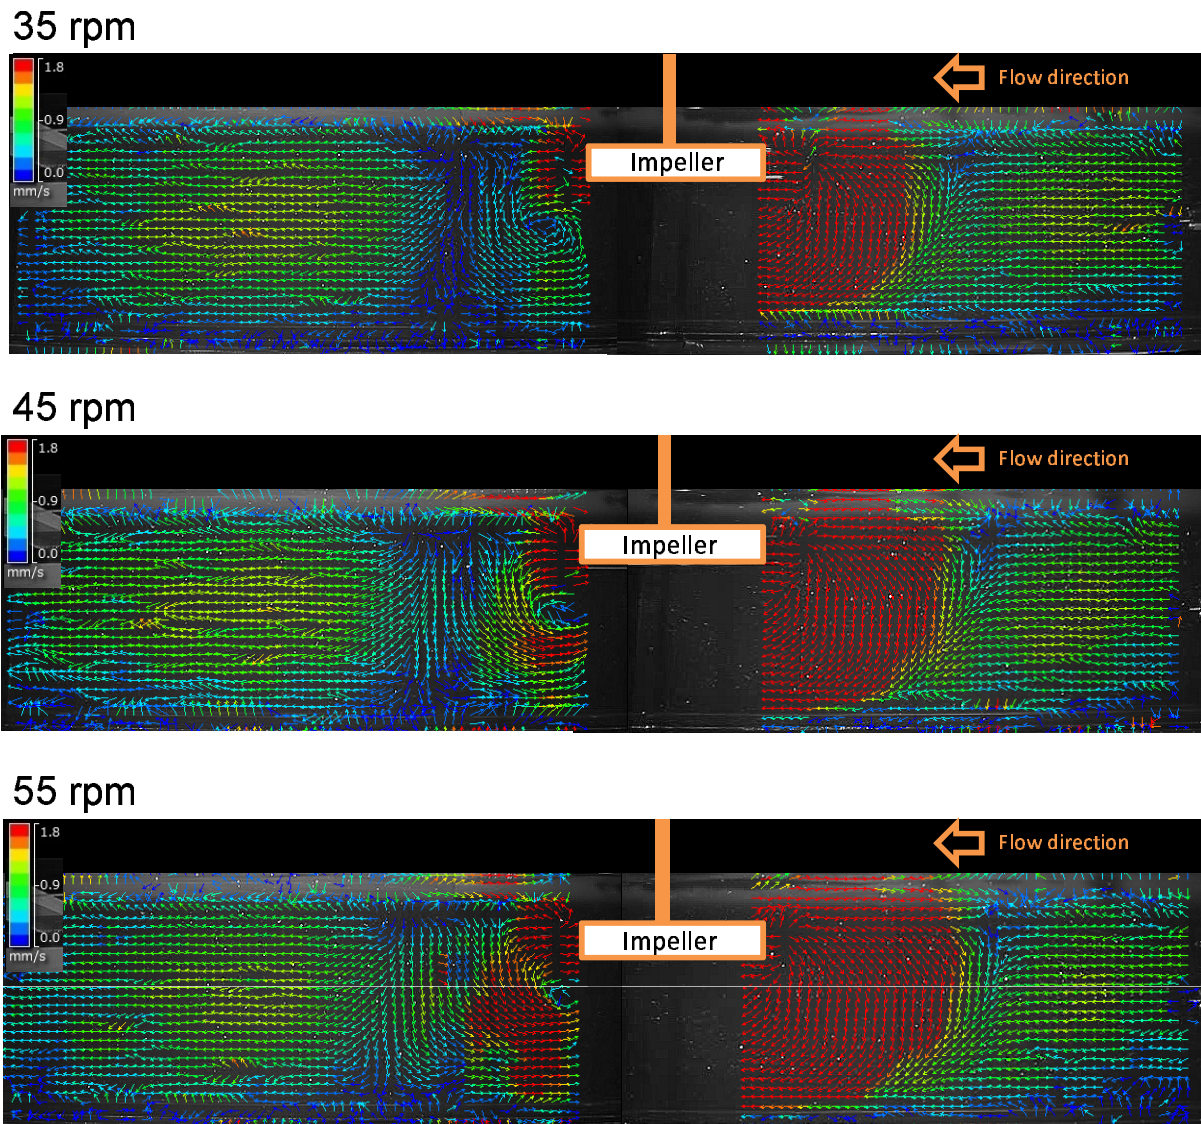 35 rpm
1.8
Flow direction
-0.9
Impeller
0.0
mm/s
45 rpm
1.8
Flow direction
-0.9
Impeller
0.0
mm/s
55 rpm
1.8
Flow direction
-0.9
Impeller
0.0
mm/s